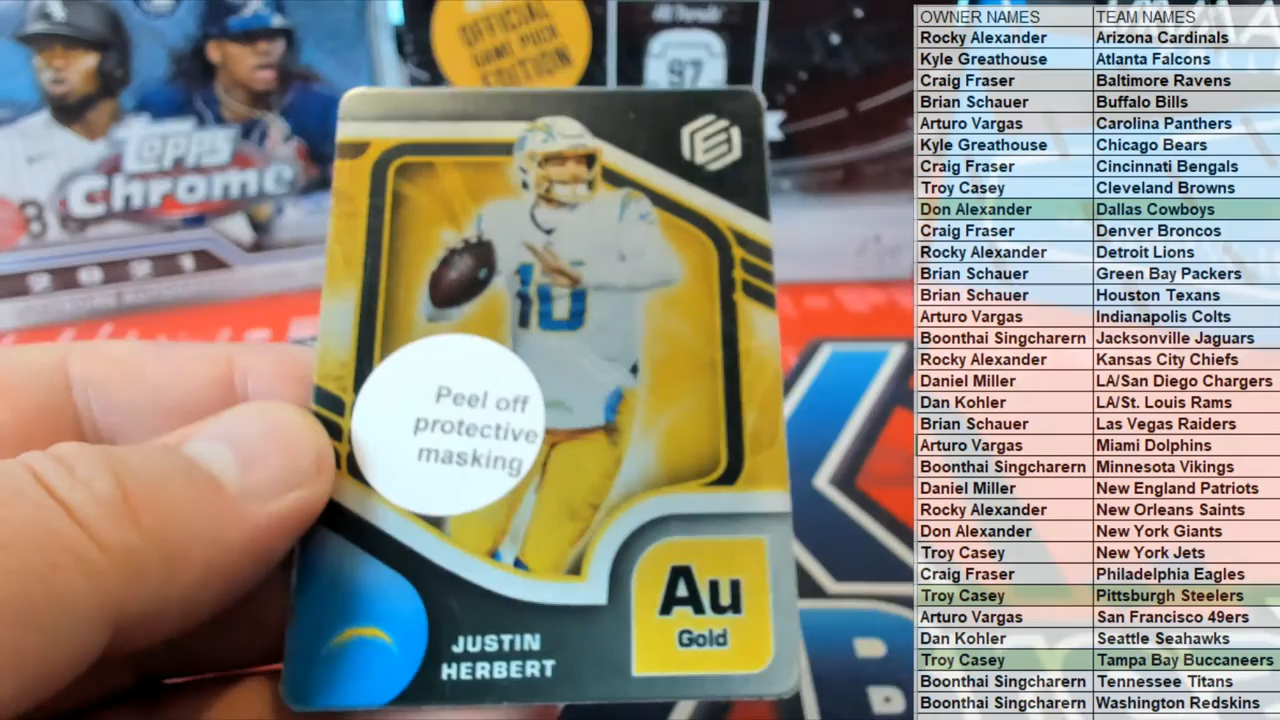 OFFICIAL
GAME PACK
EDITION
97
Topps
Chrome
10
Peel off
protective
masking
Au
Gold
JUSTIN
HERBERT
OWNER NAMES TEAM NAMES
Rocky Alexander Arizona Cardinals
Kyle Greathouse Atlanta Falcons
Craig Fraser Baltimore Ravens
Brian Schauer Buffalo Bills
Arturo Vargas Carolina Panthers
Kyle Greathouse Chicago Bears
Craig Fraser Cincinnati Bengals
Troy Casey Cleveland Browns
Don Alexander Dallas Cowboys
Craig Fraser Denver Broncos
Rocky Alexander Detroit Lions
Brian Schauer Green Bay Packers
Brian Schauer Houston Texans
Arturo Vargas Indianapolis Colts
Boonthai Singcharern Jacksonville Jaguars
Rocky Alexander Kansas City Chiefs
Daniel Miller LA/San Diego Chargers
Dan Kohler LA/St. Louis Rams
Brian Schauer Las Vegas Raiders
Arturo Vargas Miami Dolphins
Boonthai Singcharern Minnesota Vikings
Daniel Miller New England Patriots
Rocky Alexander New Orleans Saints
Don Alexander New York Giants
Troy Casey New York Jets
Craig Fraser Philadelphia Eagles
Troy Casey Pittsburgh Steelers
Arturo Vargas San Francisco 49ers
Dan Kohler Seattle Seahawks
Troy Casey Tampa Bay Buccaneers
Boonthai Singcharern Tennessee Titans
Boonthai Singcharern Washington Redskins